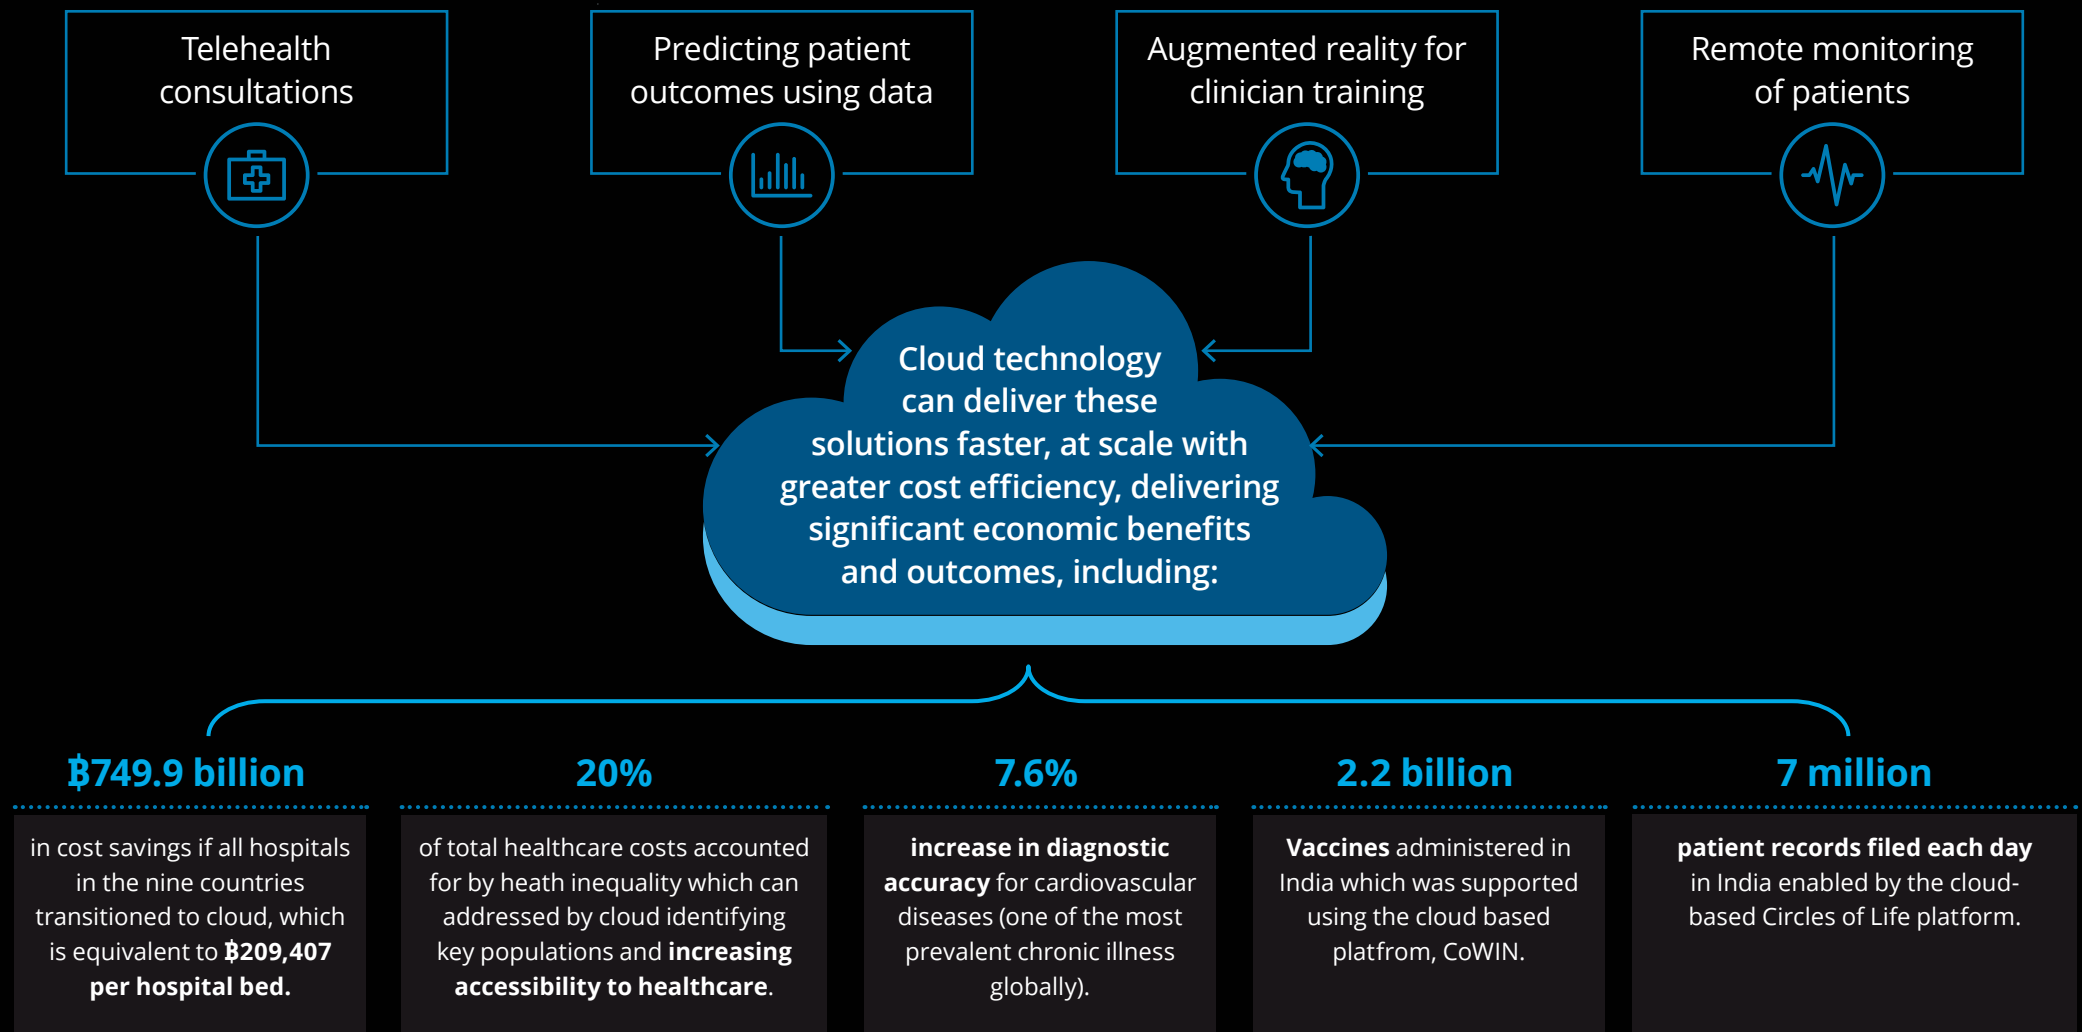 Telehealth
consultations
Predicting patient
outcomes using data
Augmented reality for
clinician training
Remote monitoring
of patients
Cloud technology
can deliver these
solutions faster, at scale with
greater cost efficiency, delivering
significant economic benefits
and outcomes, including:
฿749.9 billion
in cost savings if all hospitals
in the nine countries
transitioned to cloud, which
is equivalent to ฿209,407
per hospital bed.
20%
of total healthcare costs accounted
for by heath inequality which can
addressed by cloud identifying
key populations and increasing
accessibility to healthcare.
7.6%
increase in diagnostic
accuracy for cardiovascular
diseases (one of the most
prevalent chronic illness
globally).
2.2 billion
Vaccines administered in
India which was supported
using the cloud based
platfrom, CoWIN.
7 million
patient records filed each day
in India enabled by the cloud-
based Circles of Life platform.